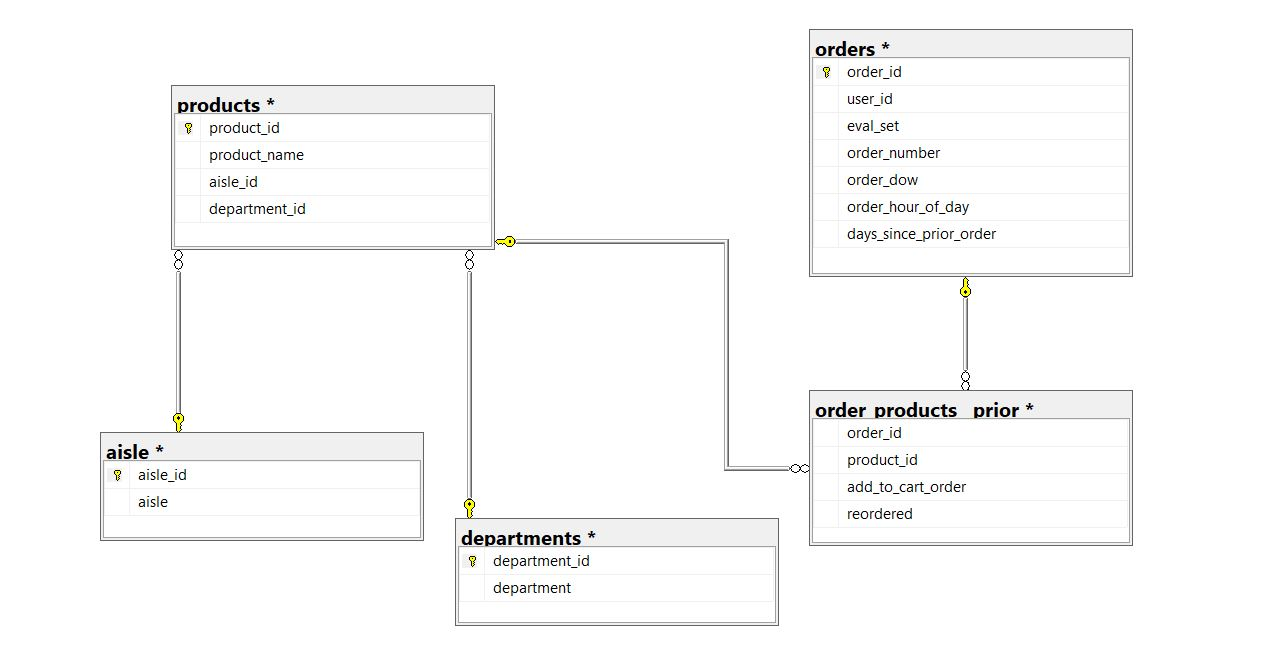 products *
product_id
product_name
aisle_id
department_id
orders *
order_id
user_id
eval_set
order_number
order_dow
order_hour_of_day
days_since_prior_order
aisle *
aisle_id
aisle
departments *
department_id
department
order_products__prior *
order_id
product_id
add_to_cart_order
reordered